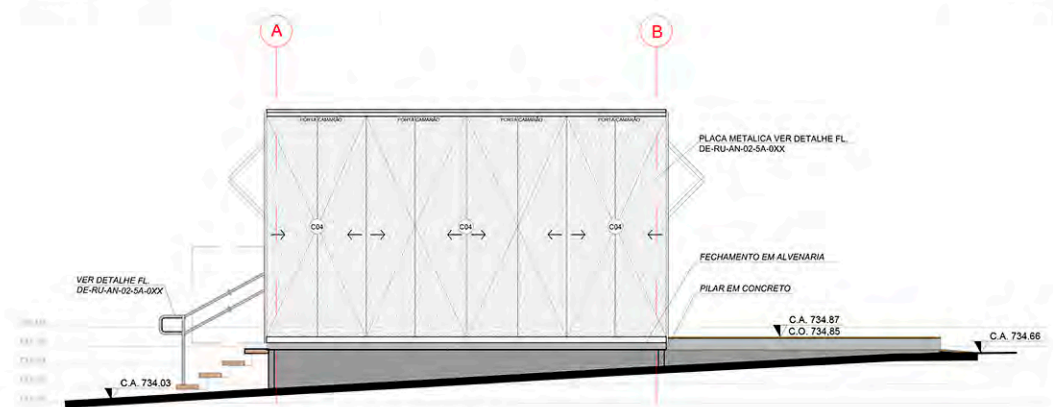 A
B
PORTA CAMARÃO
PORTA CAMARÃO
PORTA CAMARÃO
PORTA CAMARÃO
PLACA METALICA VER DETALHE FL.
DE-RU-AN-02-5A-0XX
C04
C04
C04
FECHAMENTO EM ALVENARIA
VER DETALHE FL.
DE-RU-AN-02-5A-0XX
PILAR EM CONCRETO
C.A. 734.87
C.O. 734,85
C.A. 734.66
C.A. 734.03